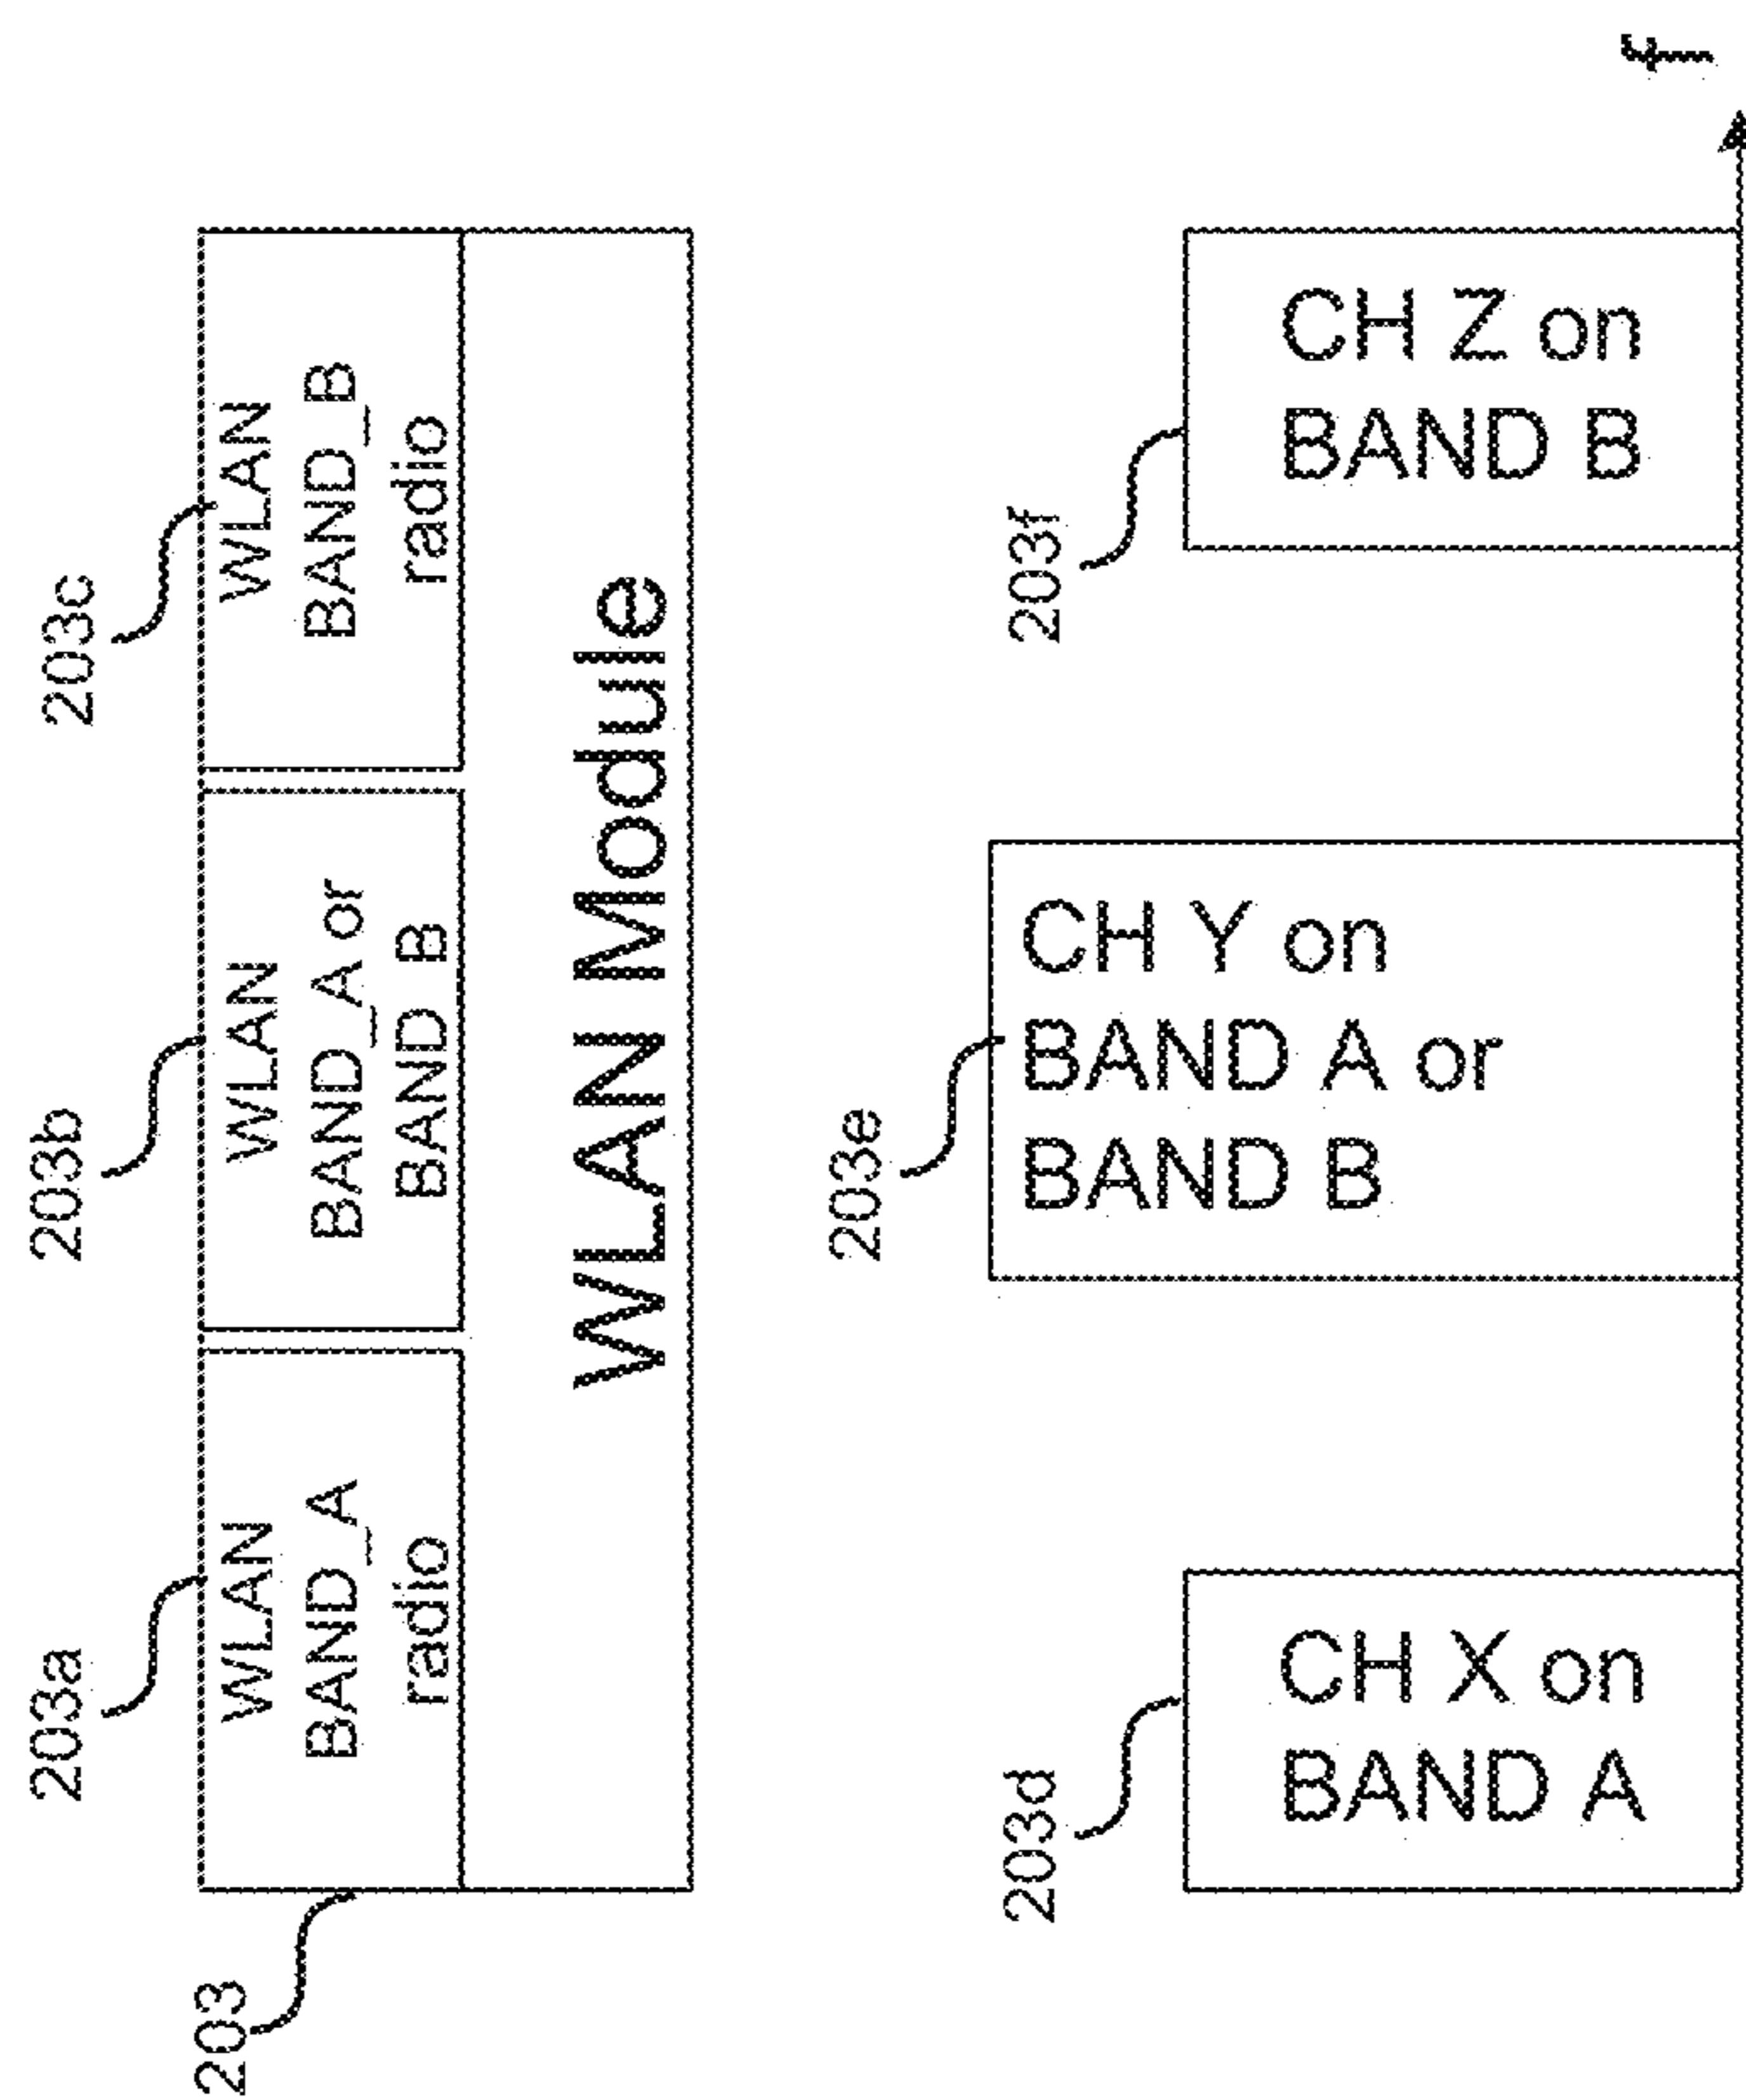 203a
203b
203c
203
WLAN
BAND_A
radio
WLAN
BAND_A or
BAND_B
WLAN
BAND_B
radio
WLAN Module
203d
203e
203f
CH X on
BAND A
CH Y on
BAND A or
BAND B
CH Z on
BAND B
f